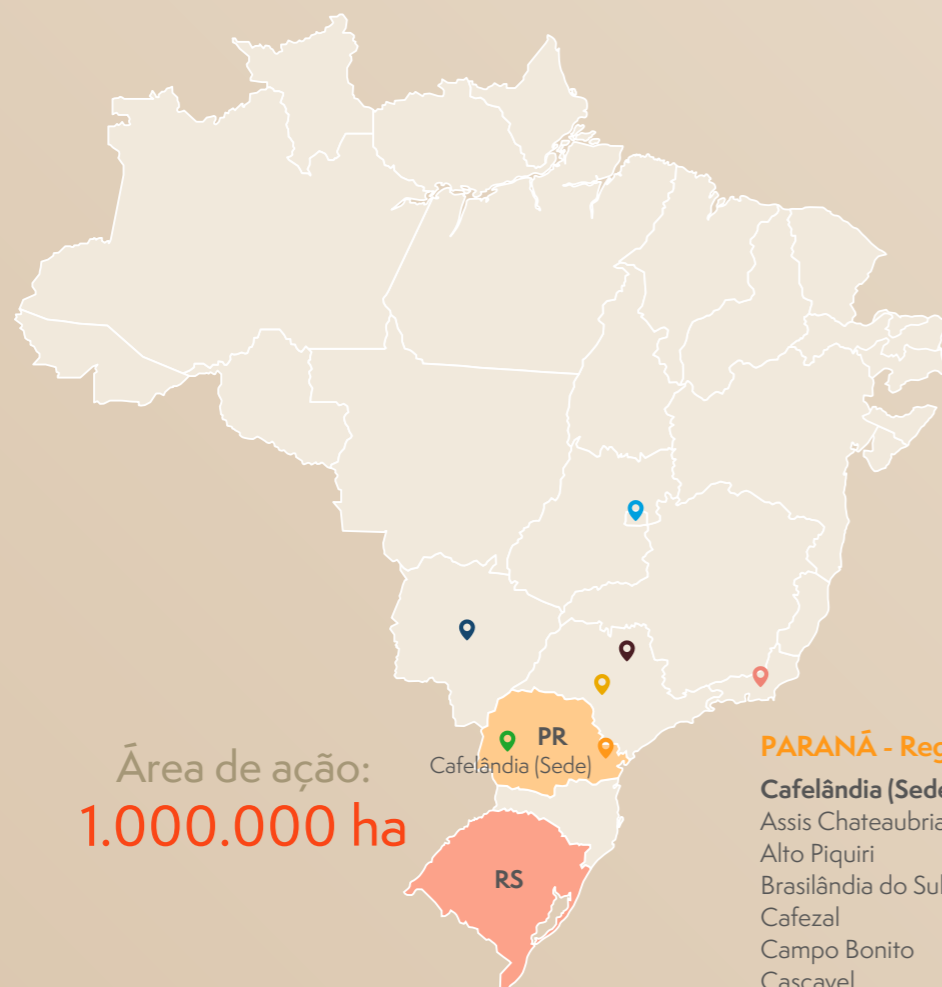 PR
Cafelândia (Sede)
Área de ação:
1.000.000 ha
RS
PARANÁ - Reg
Cafelândia (Sede
Assis Chateaubria
Alto Piquiri
Brasilândia do Sul
Cafezal
Campo Bonito
Cascavel